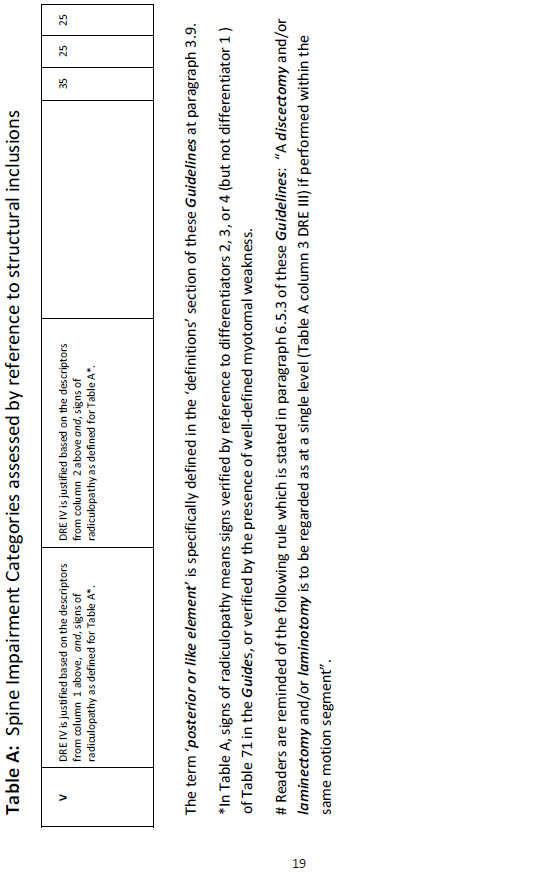 Table A: Spine Impairment Categories assessed by reference to structural inclusions
V
DRE IV is justified based on the descriptors
from column 1 above, and, signs of
radiculopathy as defined for Table A*.
DRE IV is justified based on the descriptors
from column 2 above and, signs of
radiculopathy as defined for Table A*.
35
25
25
The term ‘posterior or like element’ is specifically defined in the ‘definitions’ section of these Guidelines at paragraph 3.9.
*In Table A, signs of radiculopathy means signs verified by reference to differentiators 2, 3, or 4 (but not differentiator 1 )
of Table 71 in the Guides, or verified by the presence of well-defined myotomal weakness.
# Readers are reminded of the following rule which is stated in paragraph 6.5.3 of these Guidelines: “A discectomy and/or
laminectomy and/or laminotomy is to be regarded as at a single level (Table A column 3 DRE III) if performed within the
same motion segment”.
19